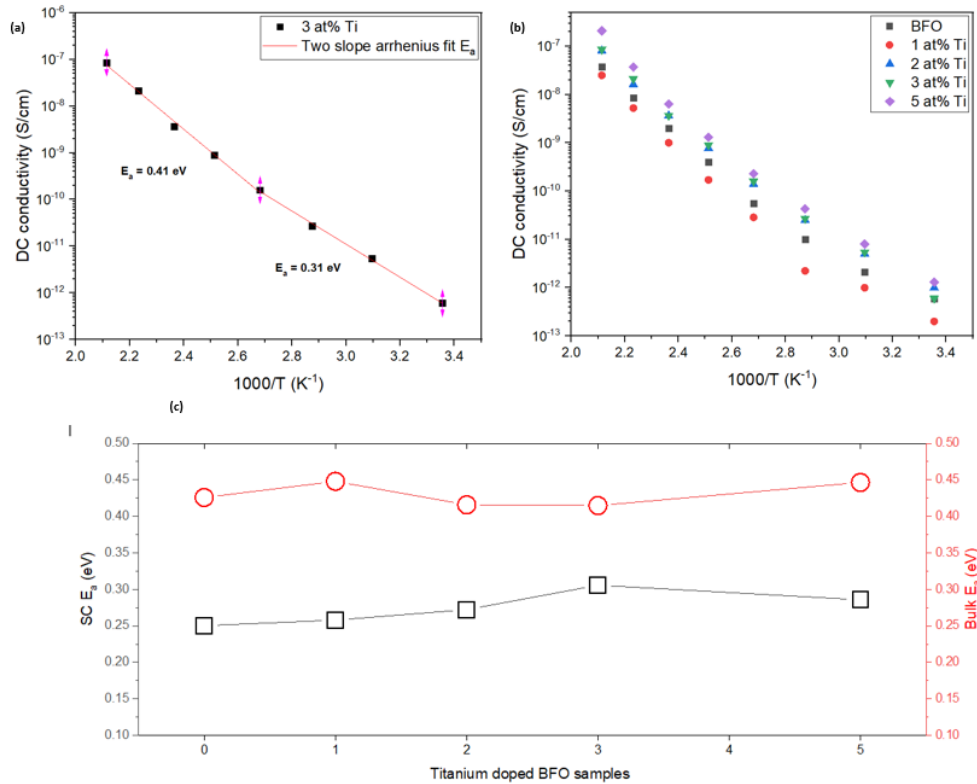 (a)
3 at% Ti
Two slope arrhenius fit Eₐ
DC conductivity (S/cm)
10⁻⁶
10⁻⁷
10⁻⁸
10⁻⁹
10⁻¹⁰
10⁻¹¹
10⁻¹²
10⁻¹³
Eₐ = 0.41 eV
Eₐ = 0.31 eV
2.0 2.2 2.4 2.6 2.8 3.0 3.2 3.4
1000/T (K⁻¹)
(b)
BFO
1 at% Ti
2 at% Ti
3 at% Ti
5 at% Ti
DC conductivity (S/cm)
10⁻⁷
10⁻⁸
10⁻⁹
10⁻¹⁰
10⁻¹¹
10⁻¹²
10⁻¹³
2.0 2.2 2.4 2.6 2.8 3.0 3.2 3.4
1000/T (K⁻¹)
(c)
SC Eₐ (eV)
0.50
0.45
0.40
0.35
0.30
0.25
0.20
0.15
0.10
Bulk Eₐ (eV)
0.50
0.45
0.40
0.35
0.30
0.25
0.20
0.15
0.10
0 1 2 3 4 5
Titanium doped BFO samples